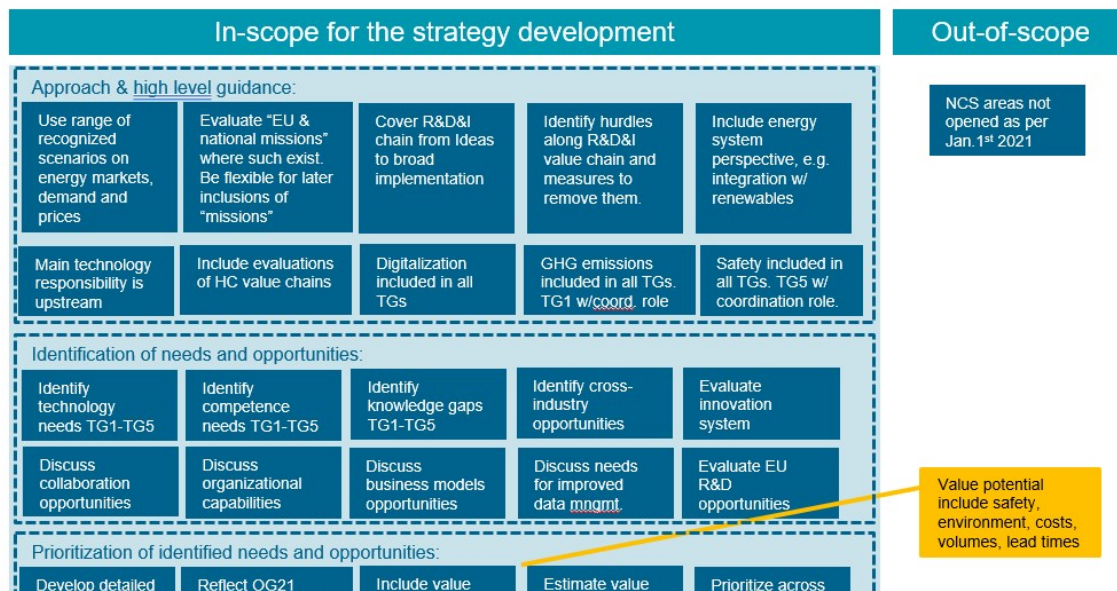 In-scope for the strategy development
Out-of-scope
Approach & high level guidance:
Use range of
recognized
scenarios on
energy markets,
demand and
prices
Evaluate “EU &
national missions”
where such exist.
Be flexible for later
inclusions of
“missions”
Cover R&D&I
chain from Ideas
to broad
implementation
Identify hurdles
along R&D&I
value chain and
measures to
remove them.
Include energy
system
perspective, e.g.
integration w/
renewables
NCS areas not
opened as per
Jan.1st 2021
Main technology
responsibility is
upstream
Include evaluations
of HC value chains
Digitalization
included in all
TGs
GHG emissions
included in all TGs.
TG1 w/coord. role
Safety included in
all TGs. TG5 w/
coordination role.
Identification of needs and opportunities:
Identify
technology
needs TG1-TG5
Identify
competence
needs TG1-TG5
Identify
knowledge gaps
TG1-TG5
Identify cross-
industry
opportunities
Evaluate
innovation
system
Discuss
collaboration
opportunities
Discuss
organizational
capabilities
Discuss
business models
opportunities
Discuss needs
for improved
data mngmt
Evaluate EU
R&D
opportunities
Value potential
include safety,
environment, costs,
volumes, lead times
Prioritization of identified needs and opportunities:
Develop detailed
Reflect OG21
Include value
Estimate value
Prioritize across